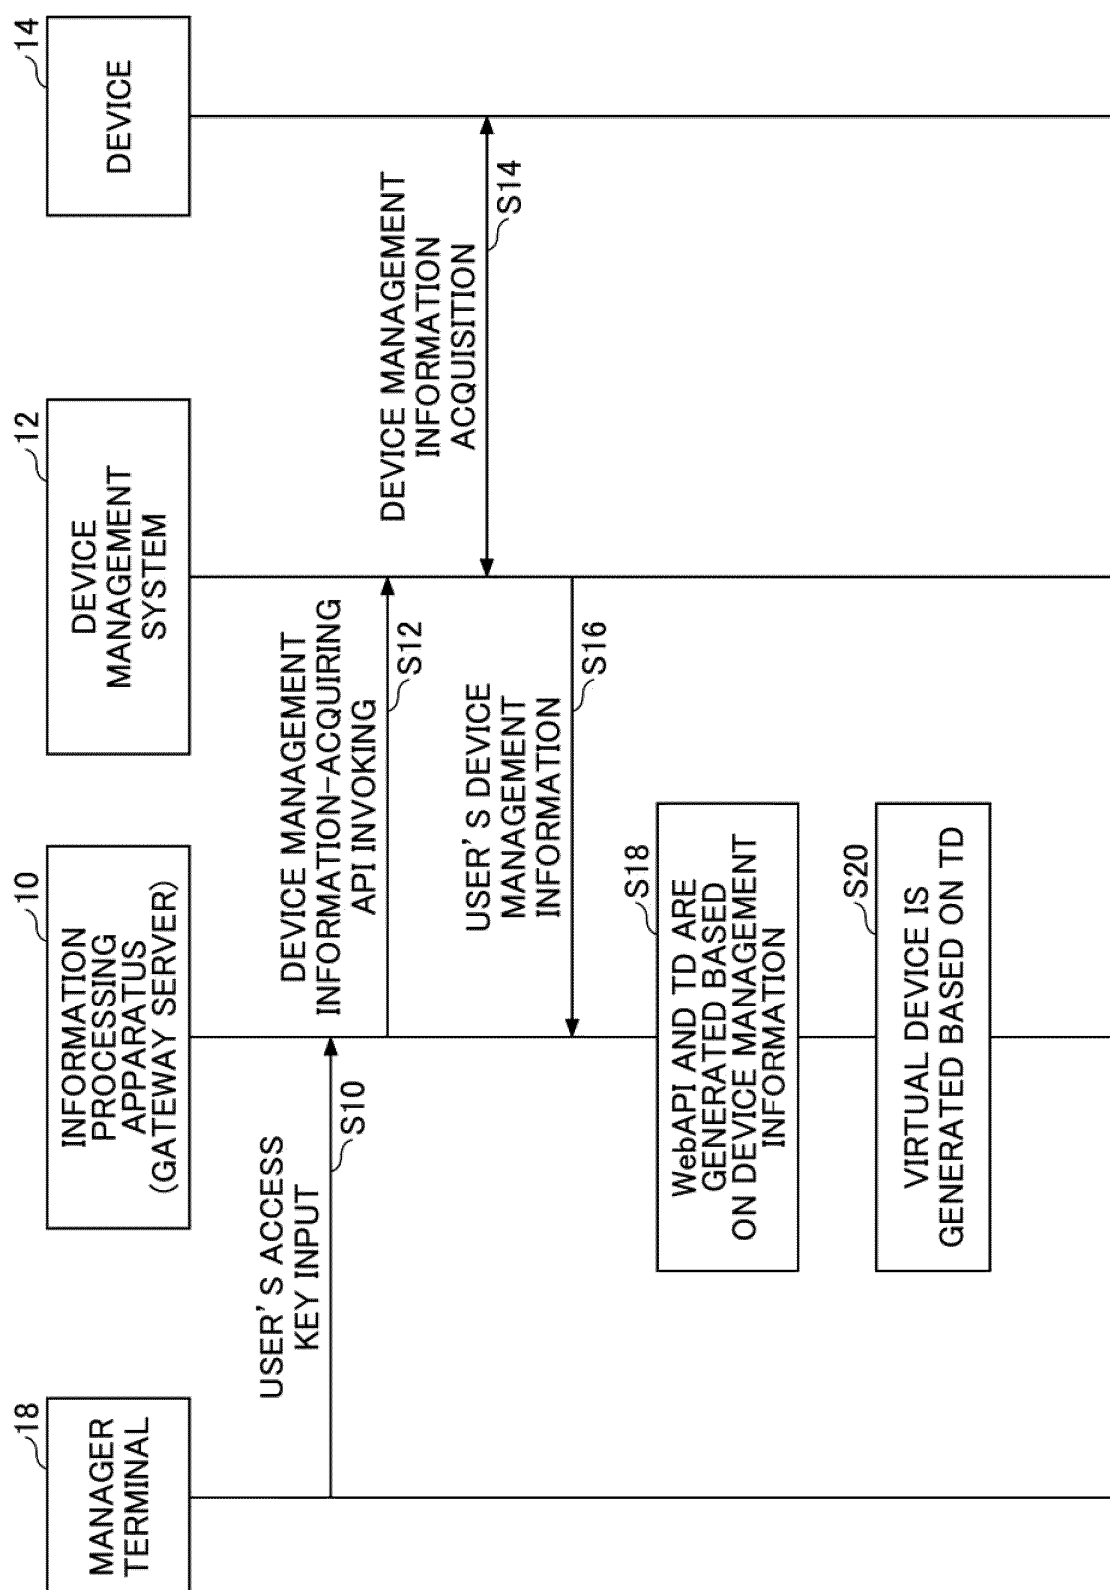 18
MANAGER
TERMINAL
10
INFORMATION
PROCESSING
APPARATUS
(GATEWAY SERVER)
12
DEVICE
MANAGEMENT
SYSTEM
14
DEVICE
USER'S ACCESS
KEY INPUT
S10
DEVICE MANAGEMENT
INFORMATION-ACQUIRING
API INVOKING
S12
DEVICE MANAGEMENT
INFORMATION
ACQUISITION
S14
USER'S DEVICE
MANAGEMENT
INFORMATION
S16
S18
WebAPI AND TD ARE
GENERATED BASED
ON DEVICE MANAGEMENT
INFORMATION
S20
VIRTUAL DEVICE IS
GENERATED BASED ON TD